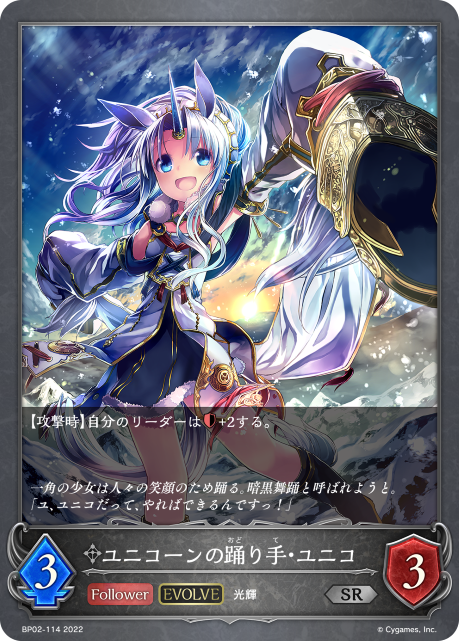 【攻撃時】自分のリーダーは+2する。
一角の少女は人々の笑顔のため踊る。暗黒舞踊と呼ばれようと。
「ユ、ユニコだって、やればできるんですっ！」
おど て
ユニコーンの踊り手・ユニコ
3 Follower EVOLVE 光輝 SR 3
BP02-114 2022 © Cygames, Inc.